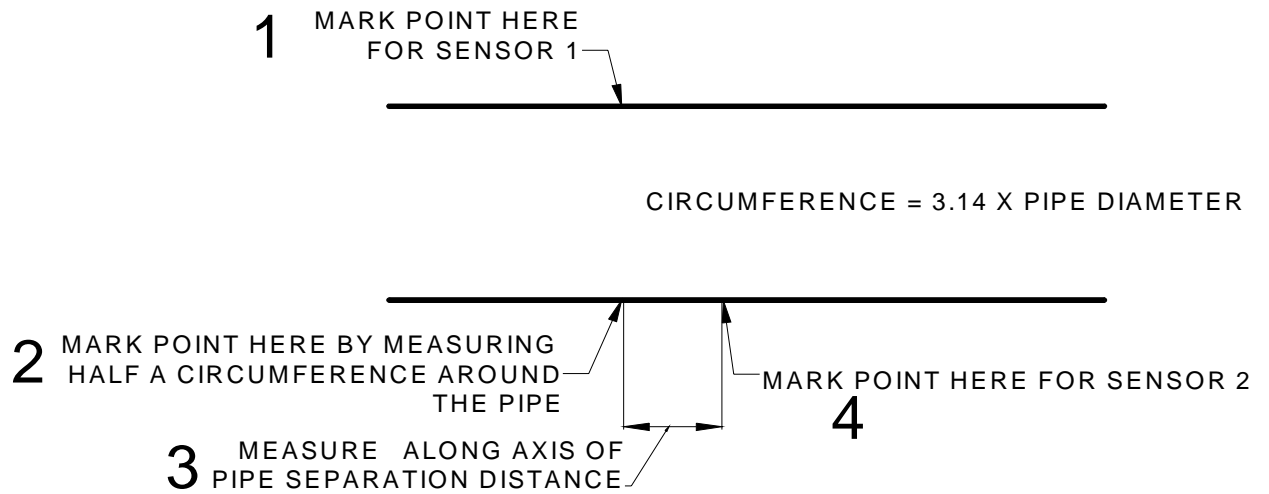 1
MARK POINT HERE
FOR SENSOR 1
CIRCUMFERENCE = 3.14 X PIPE DIAMETER
2
MARK POINT HERE BY MEASURING
HALF A CIRCUMFERENCE AROUND
THE PIPE
MARK POINT HERE FOR SENSOR 2
4
3
MEASURE ALONG AXIS OF
PIPE SEPARATION DISTANCE